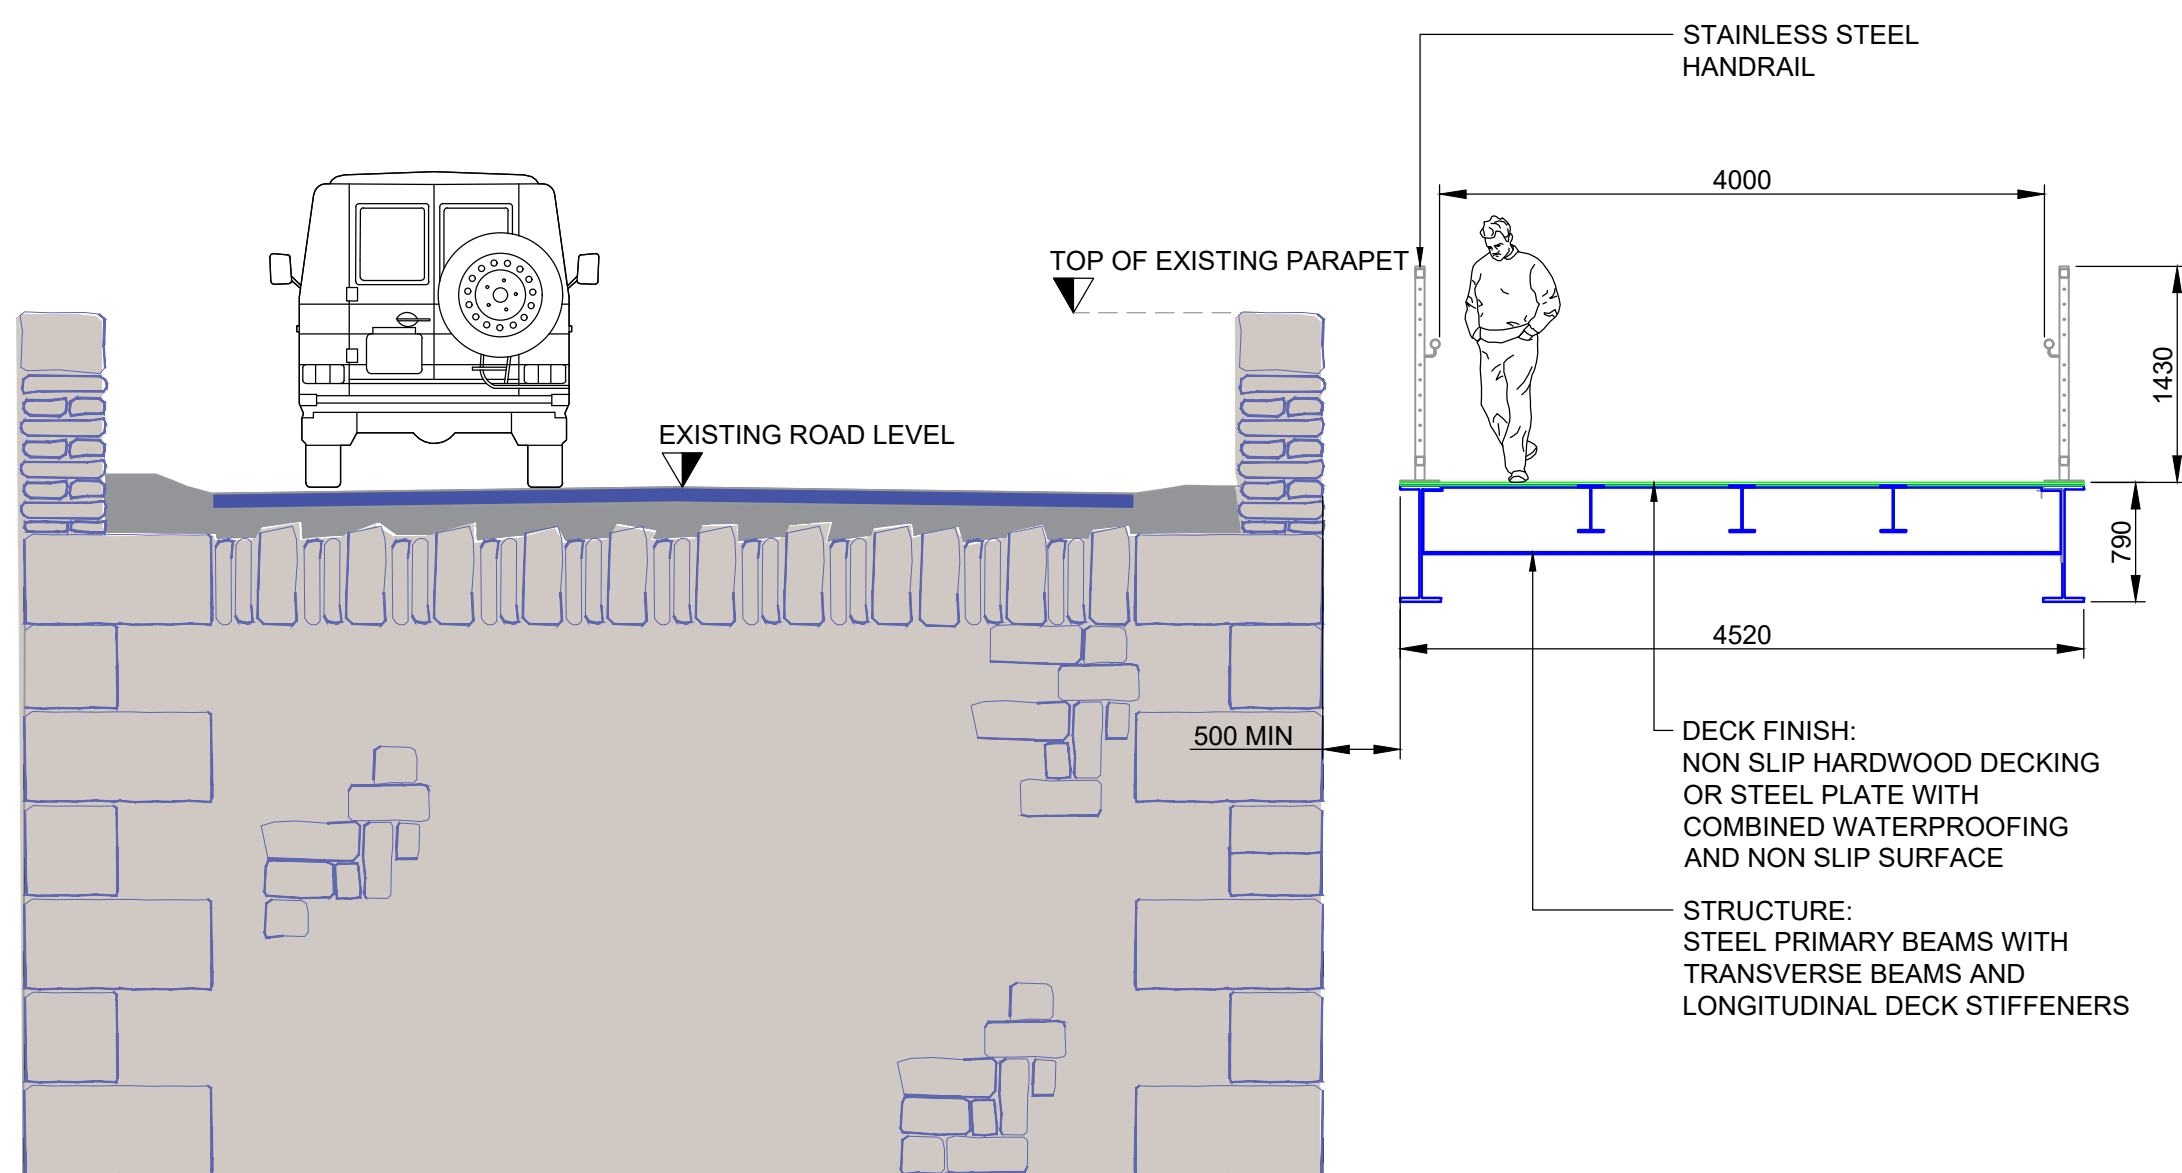 STAINLESS STEEL
HANDRAIL
4000
TOP OF EXISTING PARAPET
1430
EXISTING ROAD LEVEL
790
4520
500 MIN
DECK FINISH:
NON SLIP HARDWOOD DECKING
OR STEEL PLATE WITH
COMBINED WATERPROOFING
AND NON SLIP SURFACE
STRUCTURE:
STEEL PRIMARY BEAMS WITH
TRANSVERSE BEAMS AND
LONGITUDINAL DECK STIFFENERS